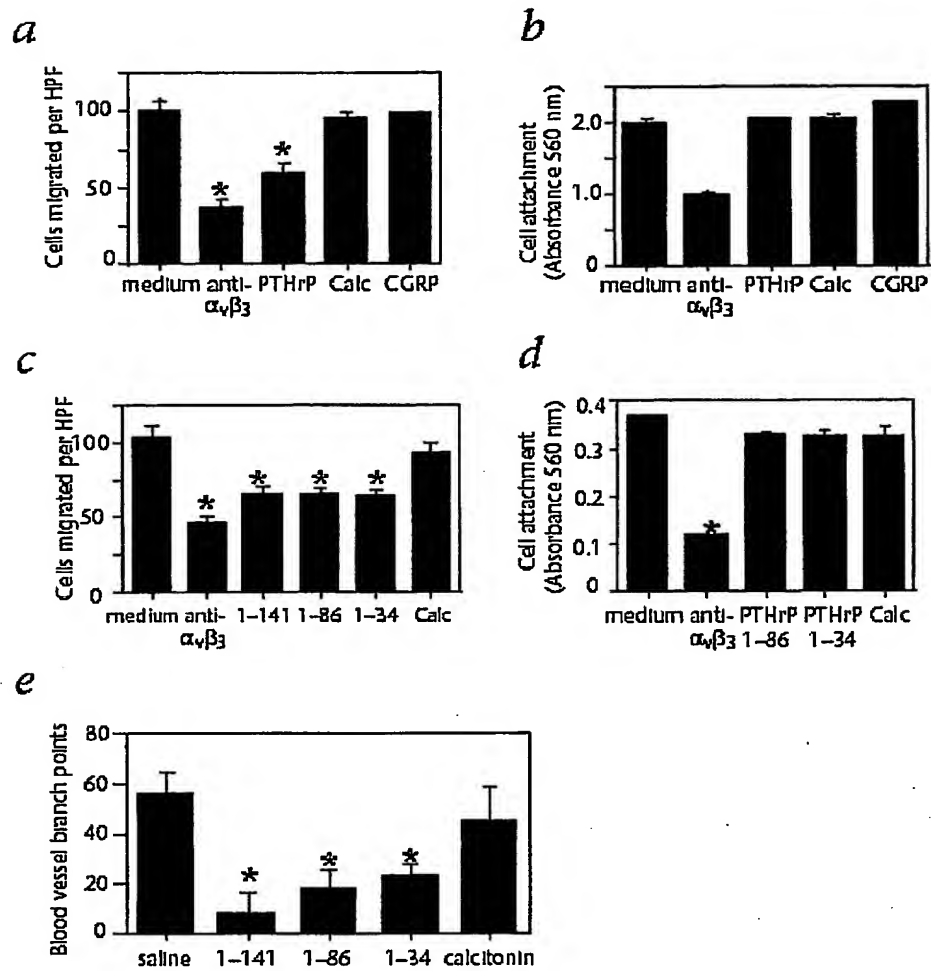 a
Cells migrated per HPF
100
50
0
*
*
medium anti- PTHrP Calc CGRP
αvβ3
b
Cell attachment
(Absorbance 560 nm)
2.0
1.0
0
medium anti- PTHrP Calc CGRP
αvβ3
c
Cells migrated per HPF
100
50
0
* * * *
medium anti- 1–141 1–86 1–34 Calc
αvβ3
d
Cell attachment
(Absorbance 560 nm)
0.4
0.3
0.1
0
*
medium anti- PTHrP PTHrP Calc
αvβ3 1–86 1–34
e
Blood vessel branch points
80
60
40
20
0
* * *
saline 1–141 1–86 1–34 calcitonin